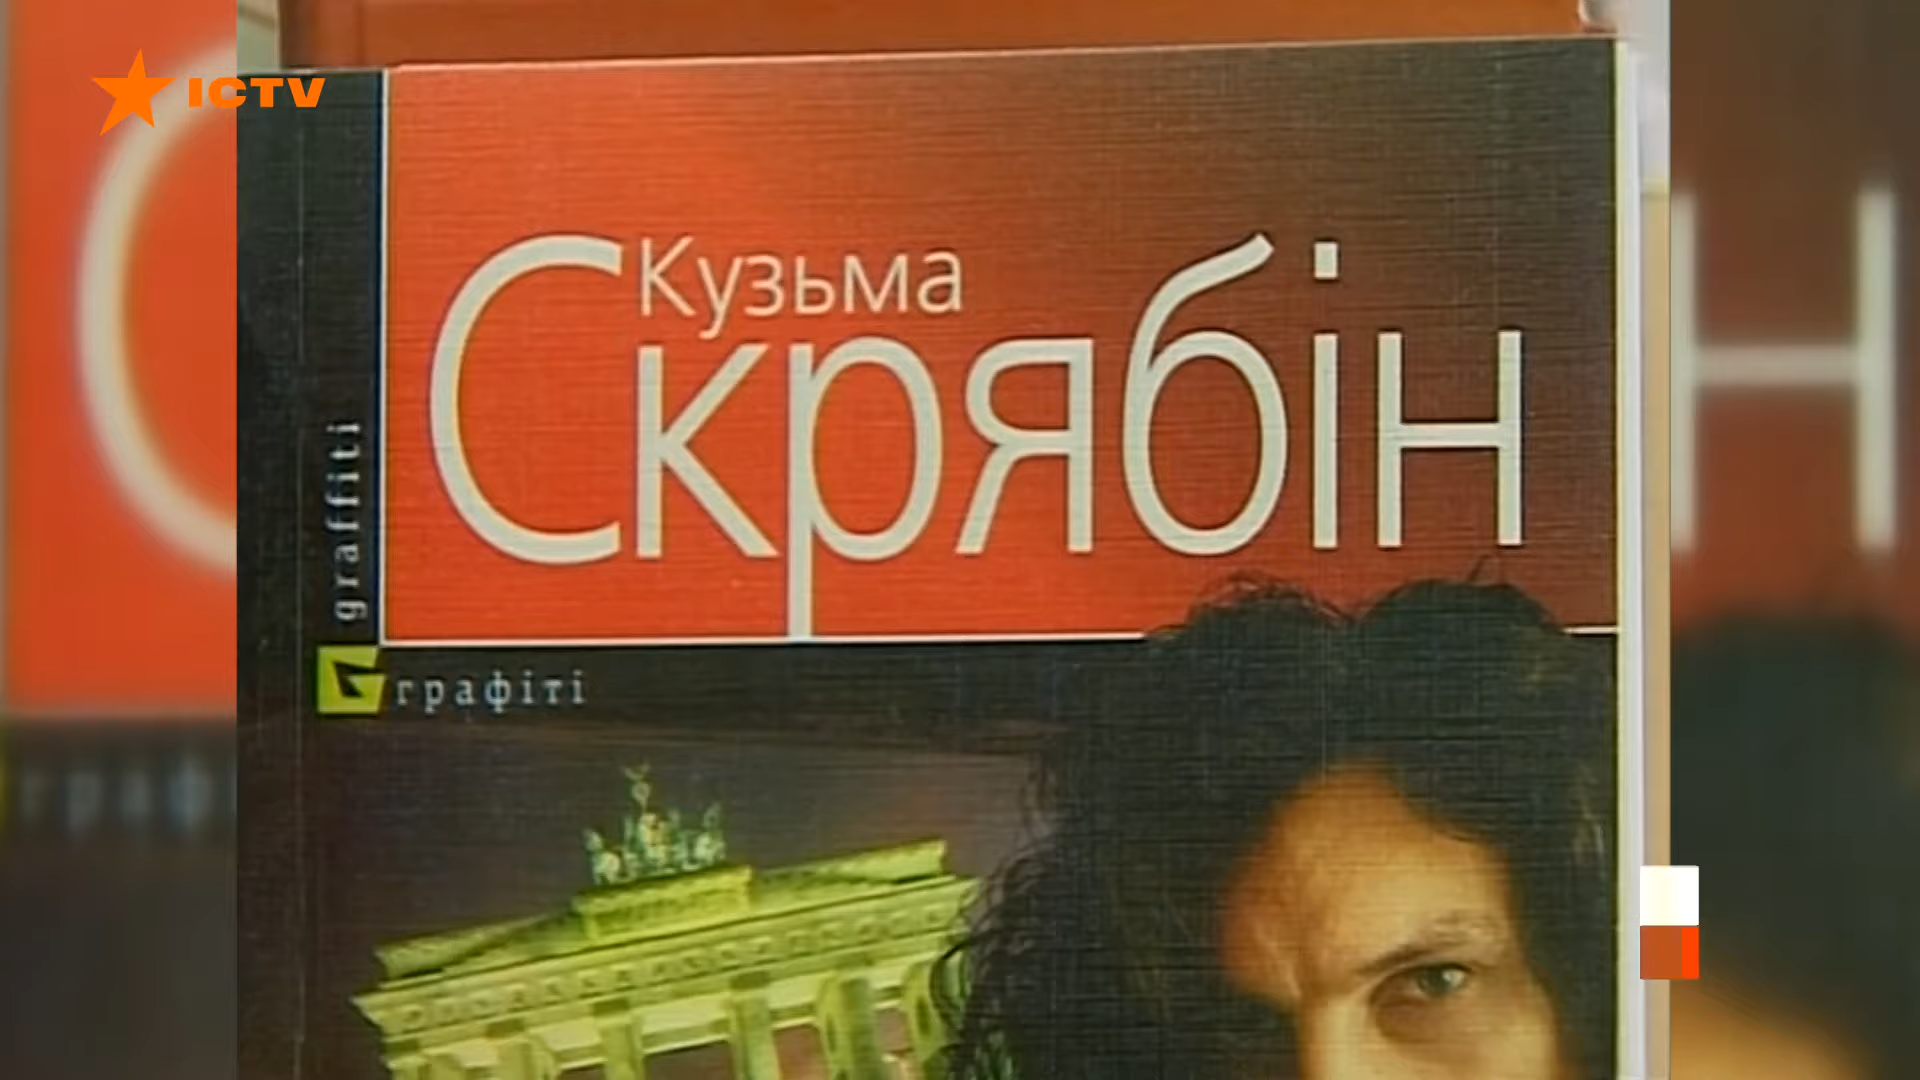 ICTV
Кузьма
Скрябін
graffiti
графіті